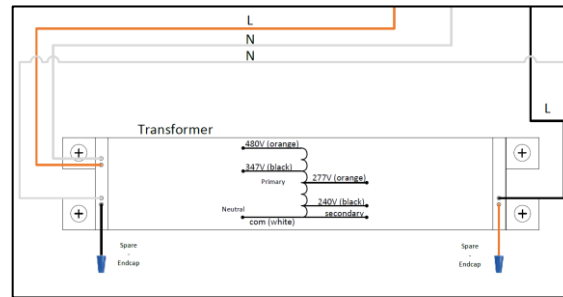 L
N
N
L
Transformer
480V (orange)
347V (black)
Primary
277V (orange)
240V (black)
Neutral
secondary
com (white)
Spare
-
Endcap
Spare
-
Endcap